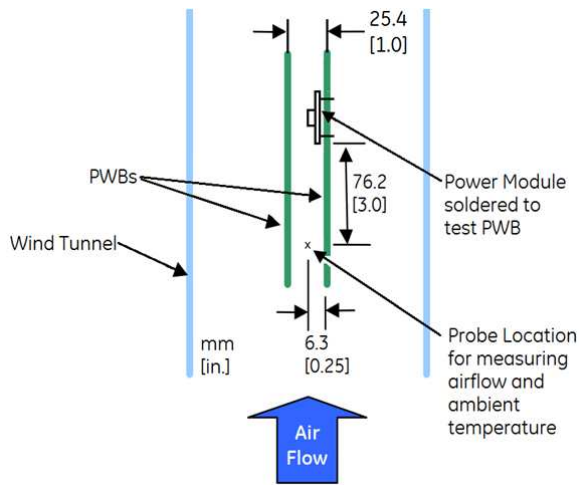 25.4
[1.0]
PWBs
76.2
[3.0]
Power Module
soldered to
test PWB
Wind Tunnel
x
mm
[in.]
6.3
[0.25]
Probe Location
for measuring
airflow and
ambient
temperature
Air
Flow